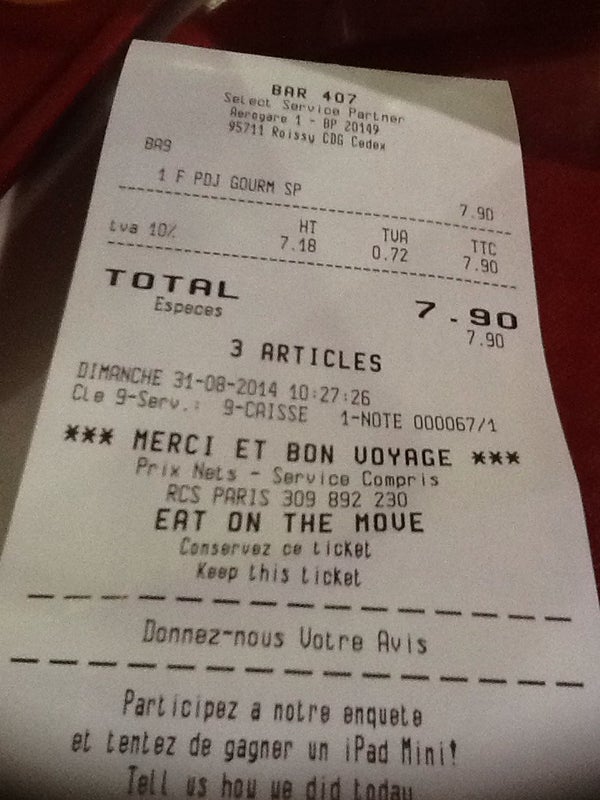 BAR 407
Select Service Partner
Aerogare 1 - BP 20149
95711 Roissy CDG Cedex
BAS
1 F PDJ GOURM SP 7.90
HT TVA TTC
tva 10% 7.18 0.72 7.90
TOTAL 7.90
Especes 7.90
3 ARTICLES
DIMANCHE 31-08-2014 10:27:26
Cle 9-Serv.: 9-CAISSE 1-NOTE 000067/1
*** MERCI ET BON VOYAGE ***
Prix Nets - Service Compris
RCS PARIS 309 892 230
EAT ON THE MOVE
Conservez ce ticket
Keep this ticket
Donnez-nous Votre Avis
Participez a notre enquete
et tentez de gagner un iPad Mini!
Tell us how we did today